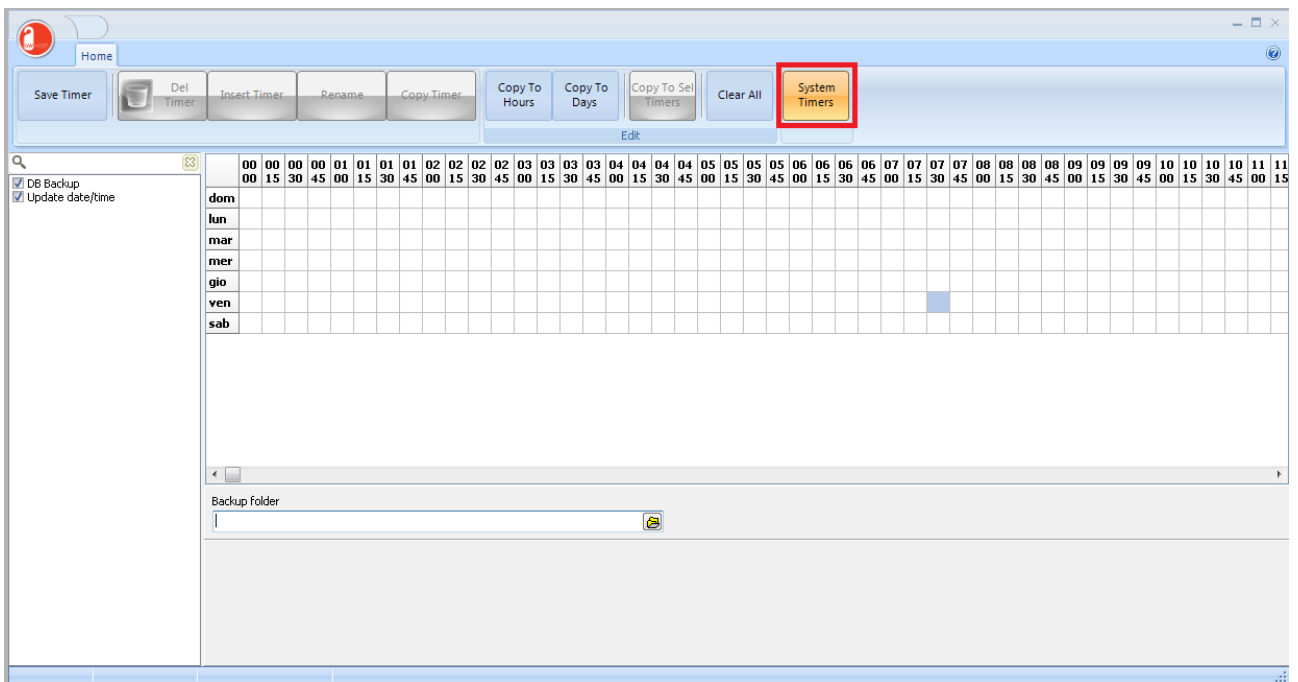 Home
Save Timer
Del
Timer
Insert Timer
Rename
Copy Timer
Copy To
Hours
Copy To
Days
Copy To Sel
Timers
Clear All
System
Timers
Edit
DB Backup
Update date/time
00 00 00 00 01 01 01 01 02 02 02 02 03 03 03 03 04 04 04 04 05 05 05 05 06 06 06 06 07 07 07 07 08 08 08 08 09 09 09 09 10 10 10 10 11 11
00 15 30 45 00 15 30 45 00 15 30 45 00 15 30 45 00 15 30 45 00 15 30 45 00 15 30 45 00 15 30 45 00 15 30 45 00 15 30 45 00 15 30 45 00 15
dom
lun
mar
mer
gio
ven
sab
Backup folder